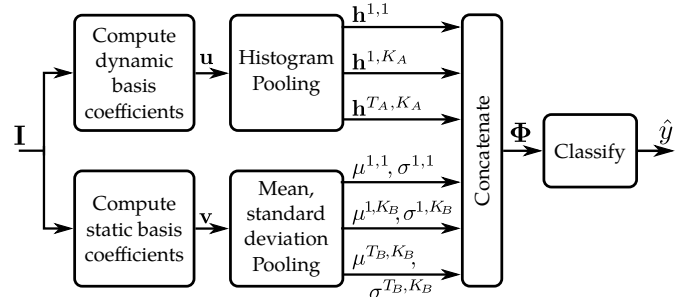 I
Compute
dynamic
basis
coefficients
u
Histogram
Pooling
h^{1,1}
h^{1,K_A}
h^{T_A,K_A}
Compute
static basis
coefficients
v
Mean,
standard
deviation
Pooling
μ^{1,1}, σ^{1,1}
μ^{1,K_B}, σ^{1,K_B}
μ^{T_B,K_B},
σ^{T_B,K_B}
Concatenate
Φ
Classify
ŷ